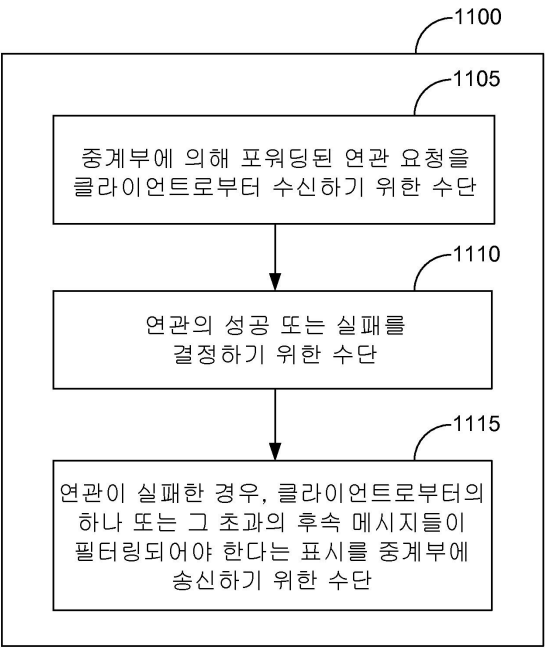 1100
1105
중계부에 의해 포워딩된 연관 요청을
클라이언트로부터 수신하기 위한 수단
1110
연관의 성공 또는 실패를
결정하기 위한 수단
1115
연관이 실패한 경우, 클라이언트로부터의
하나 또는 그 초과의 후속 메시지들이
필터링되어야 한다는 표시를 중계부에
송신하기 위한 수단